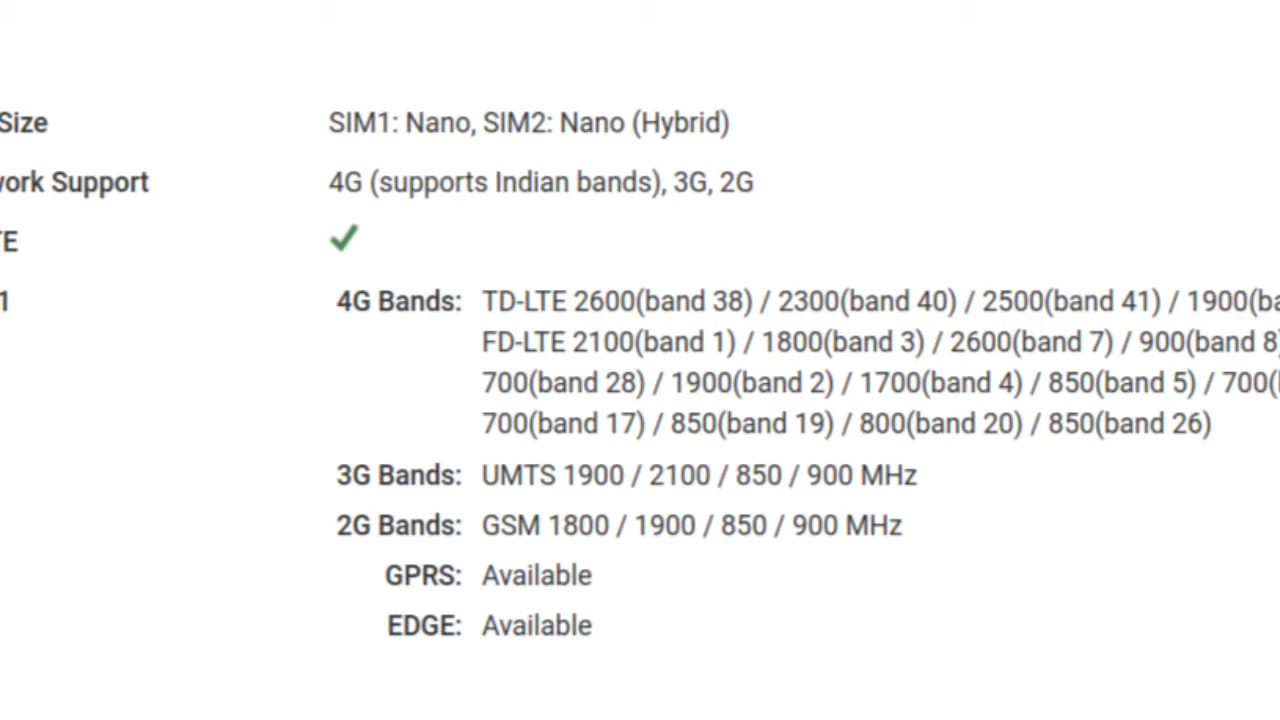 Size SIM1: Nano, SIM2: Nano (Hybrid)
Support 4G (supports Indian bands), 3G, 2G
1 4G Bands: TD-LTE 2600(band 38) / 2300(band 40) / 2500(band 41) / 1900(
FD-LTE 2100(band 1) / 1800(band 3) / 2600(band 7) / 900(band 8)
700(band 28) / 1900(band 2) / 1700(band 4) / 850(band 5) / 700(
700(band 17) / 850(band 19) / 800(band 20) / 850(band 26)
3G Bands: UMTS 1900 / 2100 / 850 / 900 MHz
2G Bands: GSM 1800 / 1900 / 850 / 900 MHz
GPRS: Available
EDGE: Available